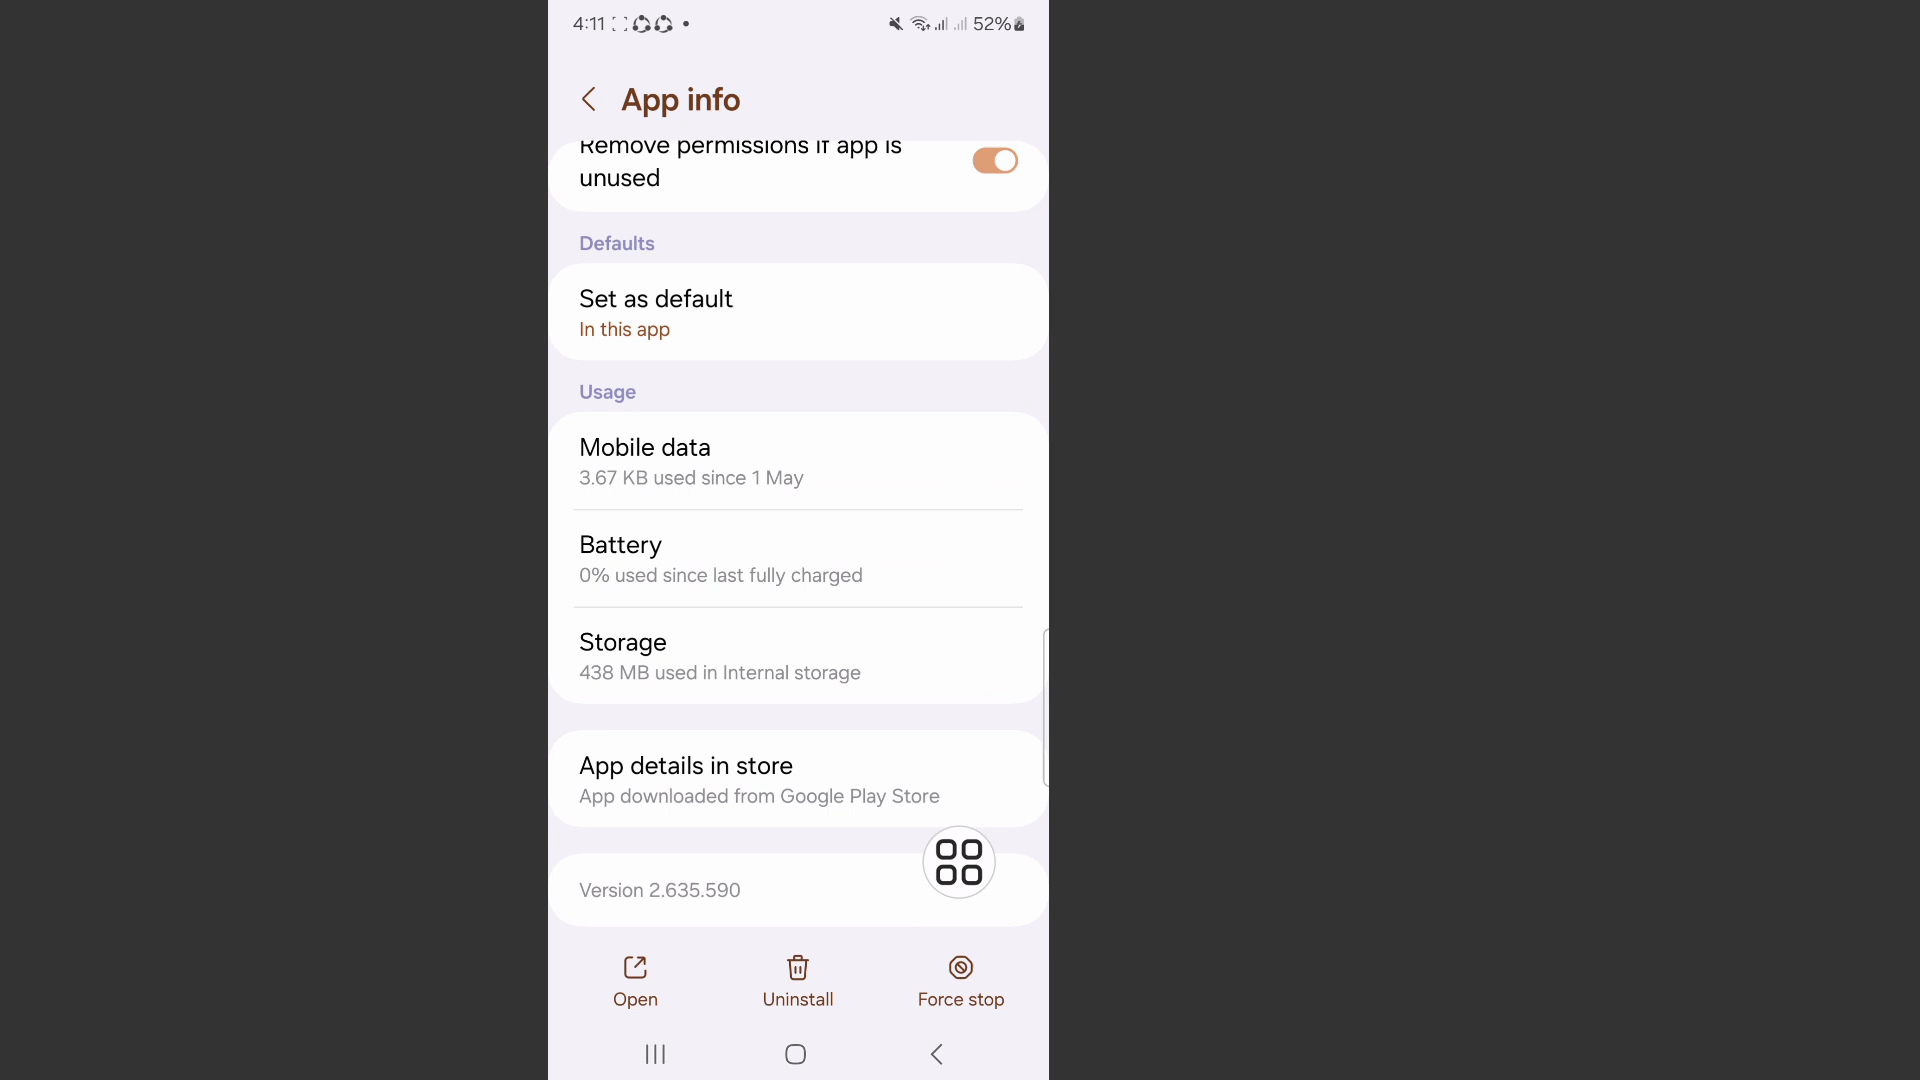 4:11
52%
App info
Remove permissions if app is
unused
Defaults
Set as default
In this app
Usage
Mobile data
3.67 KB used since 1 May
Battery
0% used since last fully charged
Storage
438 MB used in Internal storage
App details in store
App downloaded from Google Play Store
Version 2.635.590
Open
Uninstall
Force stop